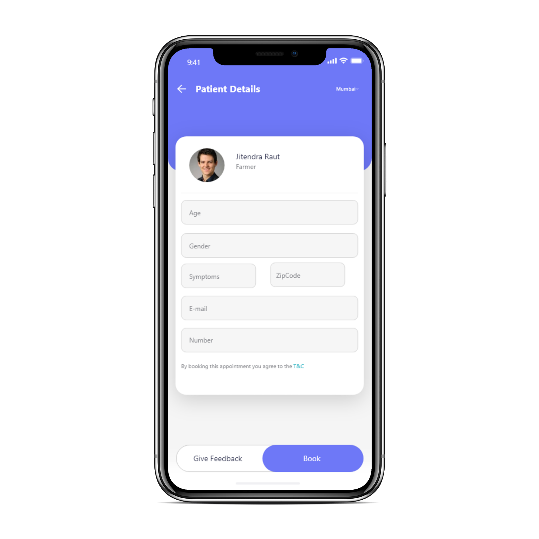 9:41
Patient Details
Mumbai
Jitendra Raut
Farmer
Age
Gender
Symptoms
ZipCode
E-mail
Number
By booking this appointment you agree to the T&C
Give Feedback
Book